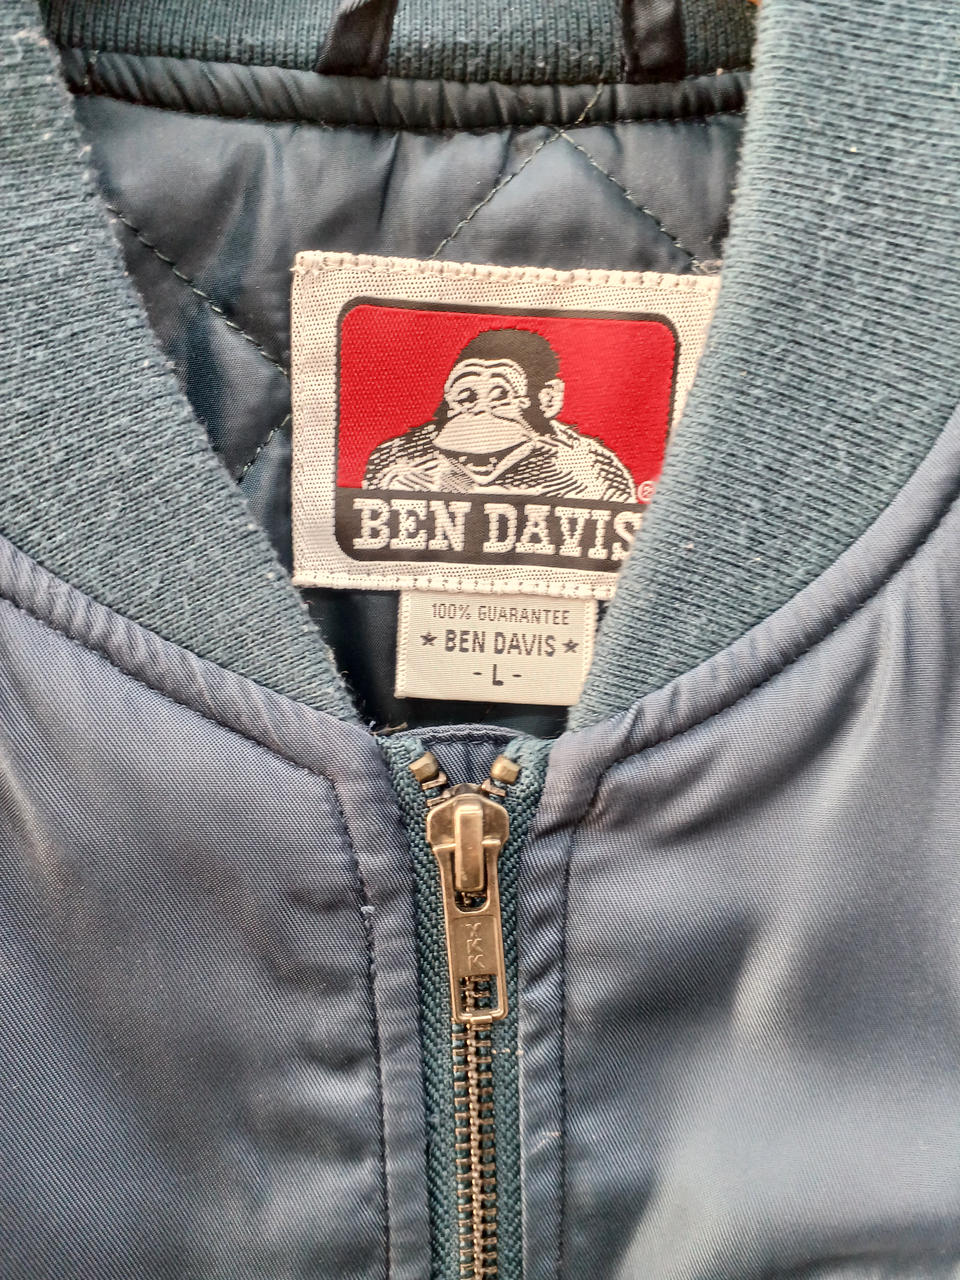 BEN DAVIS
100% GUARANTEE
★ BEN DAVIS ★
- L -
YKK